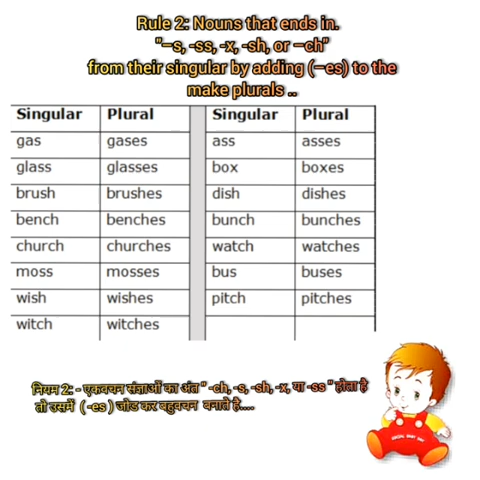 Rule 2: Nouns that ends in.
"–s, -ss, -x, -sh, or –ch"
from their singular by adding (–es) to the
make plurals ..
Singular Plural Singular Plural
gas gases ass asses
glass glasses box boxes
brush brushes dish dishes
bench benches bunch bunches
church churches watch watches
moss mosses bus buses
wish wishes pitch pitches
witch witches
नियम 2: - एकवचन संज्ञाओं का अंत " -ch, -s, -sh, -x, या -ss " होता है
तो उसमें ( -es ) जोड कर बहुवचन बनाते है....